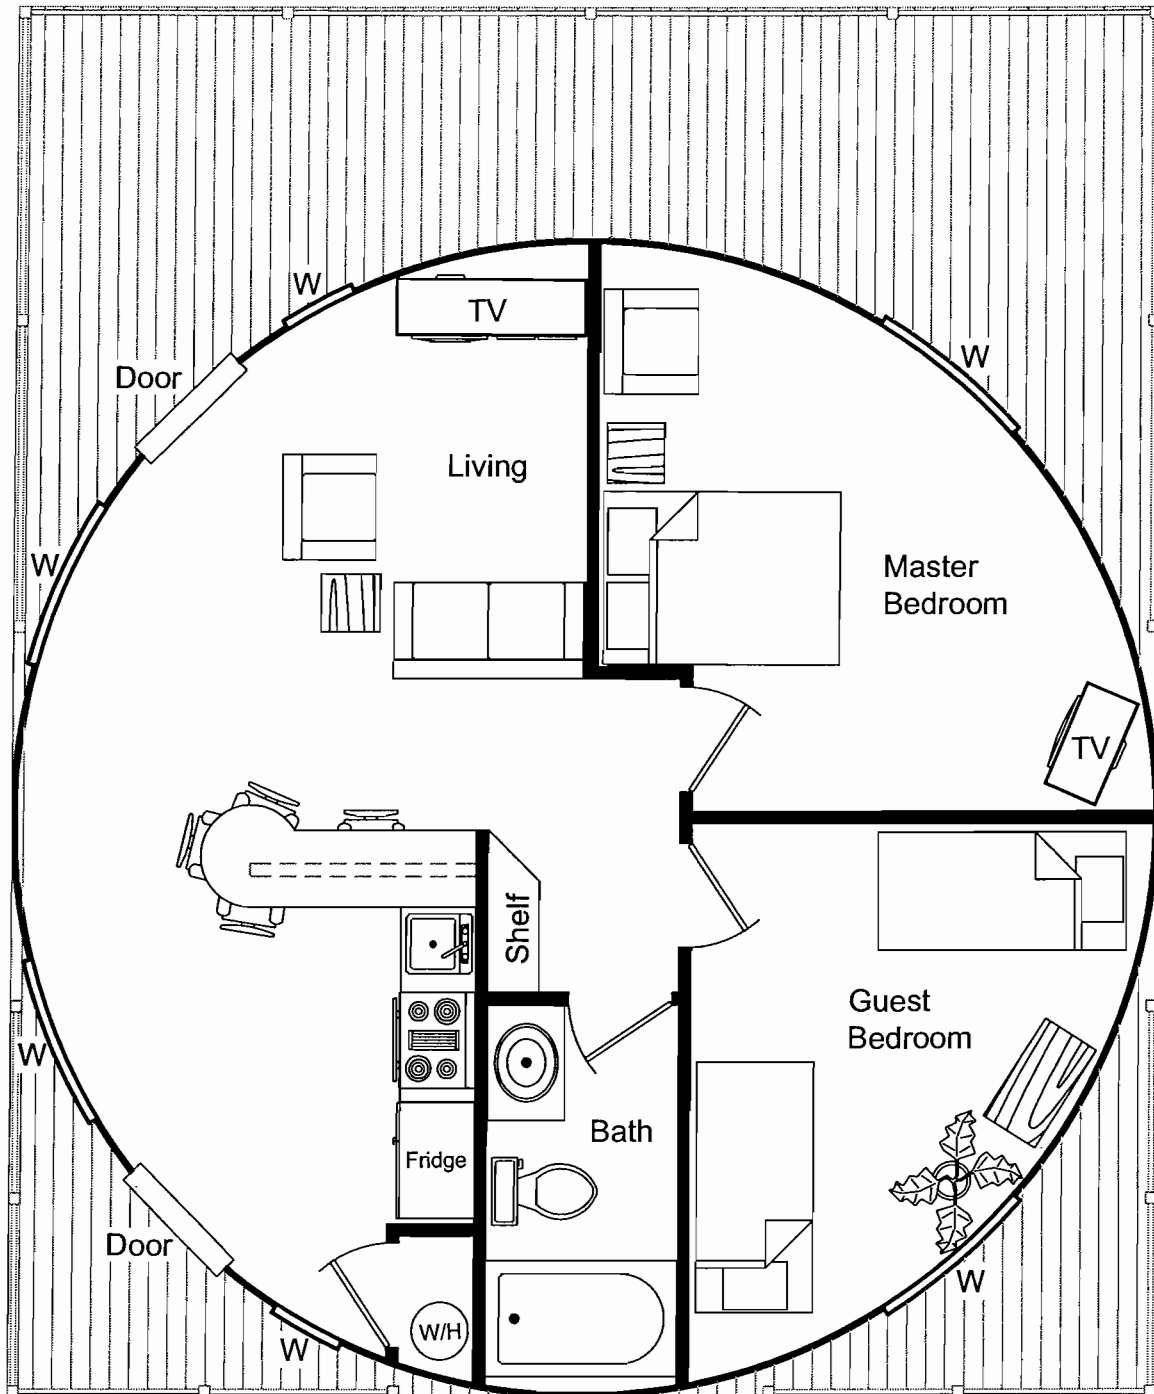 W
TV
W
Door
Living
W
Master
Bedroom
TV
Shelf
Guest
Bedroom
W
Bath
Fridge
Door
W
W/H
W